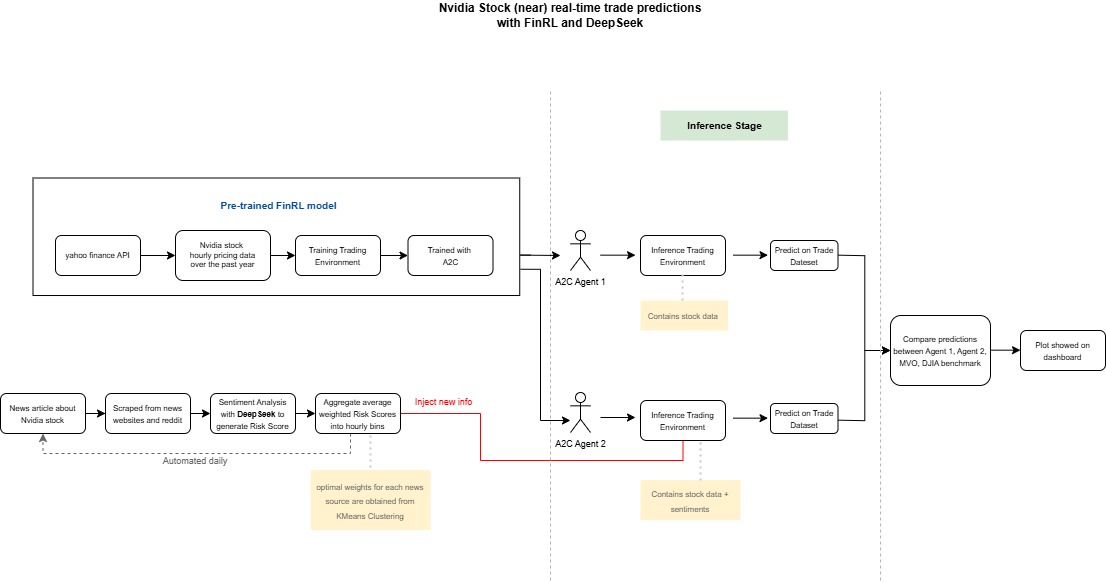 Nvidia Stock (near) real-time trade predictions
with FinRL and DeepSeek
Inference Stage
Pre-trained FinRL model
yahoo finance API
Nvidia stock
hourly pricing data
over the past year
Training Trading
Environment
Trained with
A2C
A2C Agent 1
Inference Trading
Environment
Predict on Trade
Dateset
Contains stock data
Compare predictions
between Agent 1, Agent 2,
MVO, DJIA benchmark
Plot showed on
dashboard
News article about
Nvidia stock
Scraped from news
websites and reddit
Sentiment Analysis
with DeepSeek to
generate Risk Score
Aggregate average
weighted Risk Scores
into hourly bins
Inject new info
A2C Agent 2
Inference Trading
Environment
Predict on Trade
Dataset
Automated daily
optimal weights for each news
source are obtained from
KMeans Clustering
Contains stock data +
sentiments